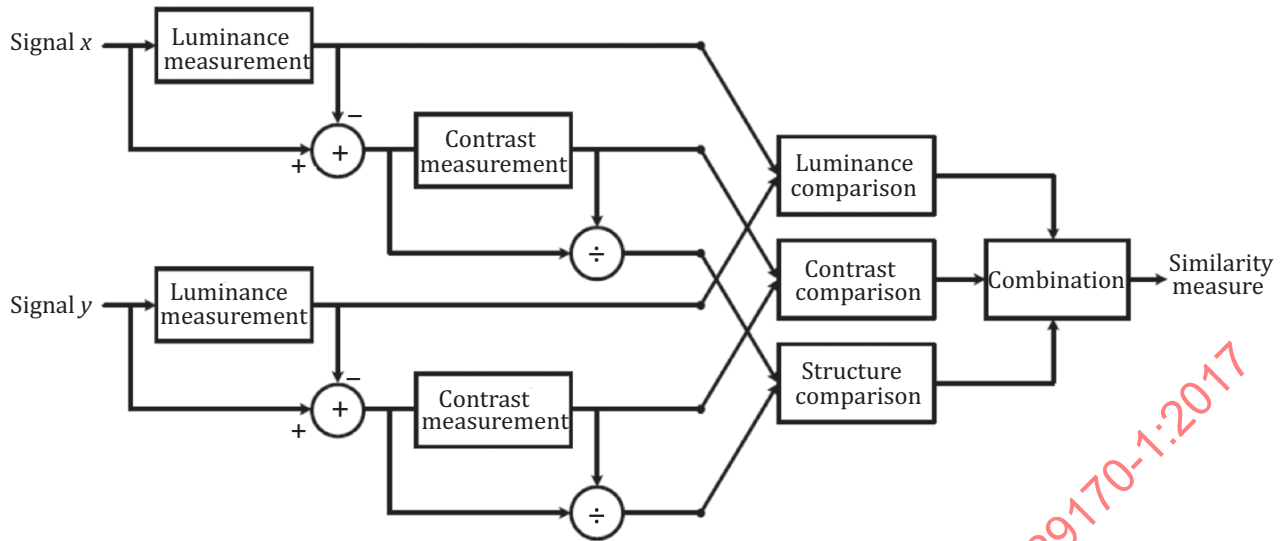 Signal x
Luminance
measurement
−
+
+
Contrast
measurement
÷
Luminance
comparison
Signal y
Luminance
measurement
Contrast
comparison
Combination
Similarity
measure
−
+
+
Contrast
measurement
÷
Structure
comparison
29170-1:2017